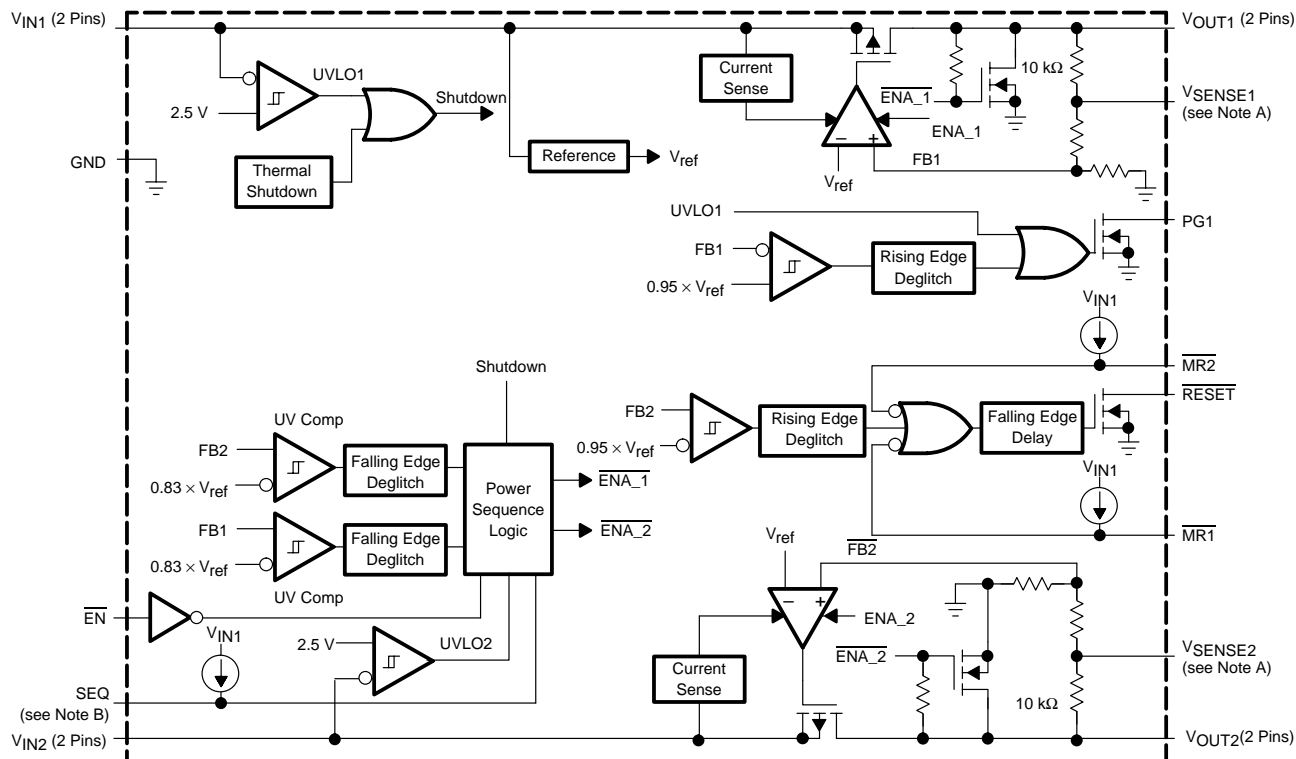 VIN1 (2 Pins)
VOUT1 (2 Pins)
UVLO1
Current
Sense
10 kΩ
2.5 V
Shutdown
ENA_1
VSENSE1
(see Note A)
ENA_1
GND
Thermal
Shutdown
Reference
Vref
− +
FB1
Vref
UVLO1
PG1
FB1
Rising Edge
Deglitch
0.95 × Vref
VIN1
Shutdown
MR2
UV Comp
FB2
Rising Edge
Deglitch
Falling Edge
Delay
RESET
FB2
Falling Edge
Deglitch
0.95 × Vref
0.83 × Vref
Power
Sequence
Logic
ENA_1
VIN1
FB1
Falling Edge
Deglitch
ENA_2
MR1
0.83 × Vref
Vref
FB2
UV Comp
− +
EN
ENA_2
VIN1
2.5 V
UVLO2
ENA_2
VSENSE2
(see Note A)
Current
Sense
SEQ
(see Note B)
10 kΩ
VIN2 (2 Pins)
VOUT2 (2 Pins)